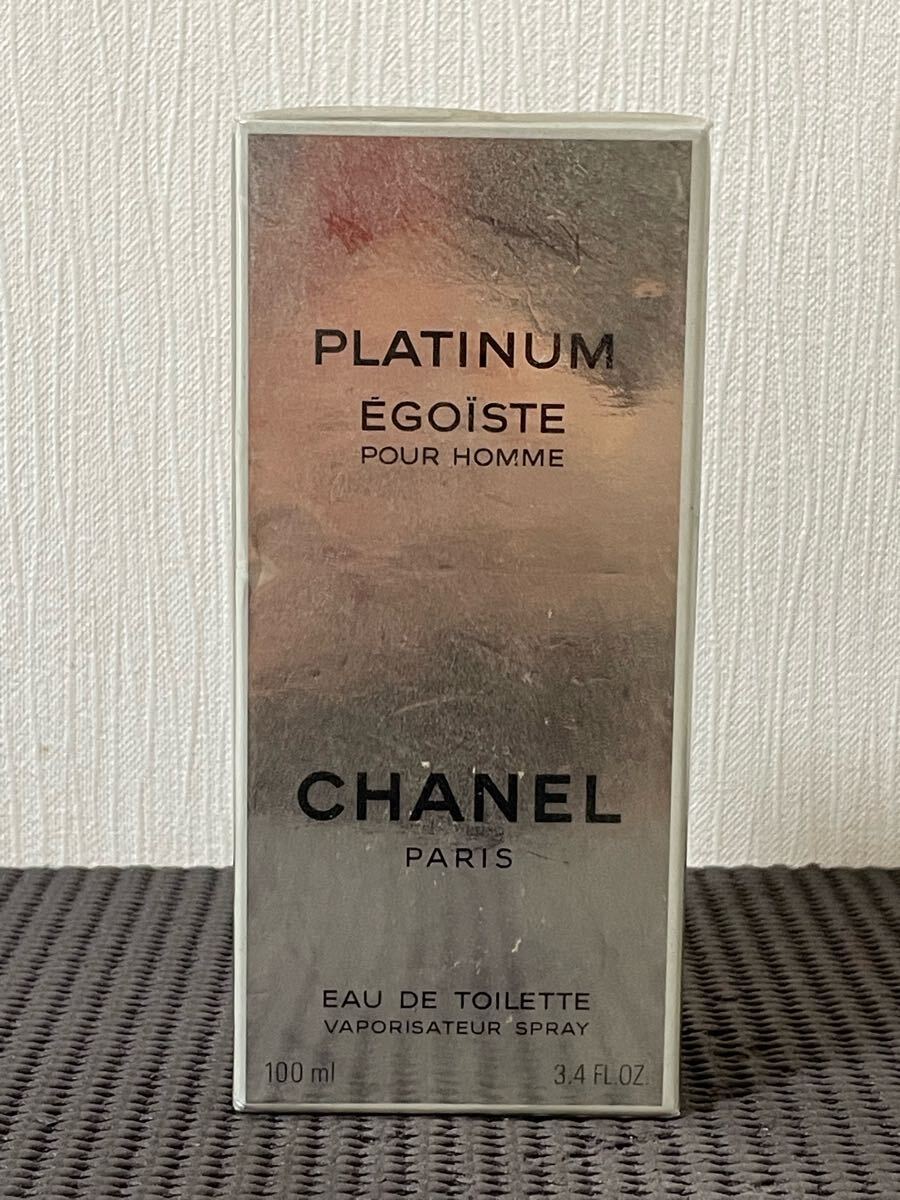 PLATINUM
ÉGOÏSTE
POUR HOMME
CHANEL
PARIS
EAU DE TOILETTE
VAPORISATEUR SPRAY
100 ml 3.4 FL.OZ.